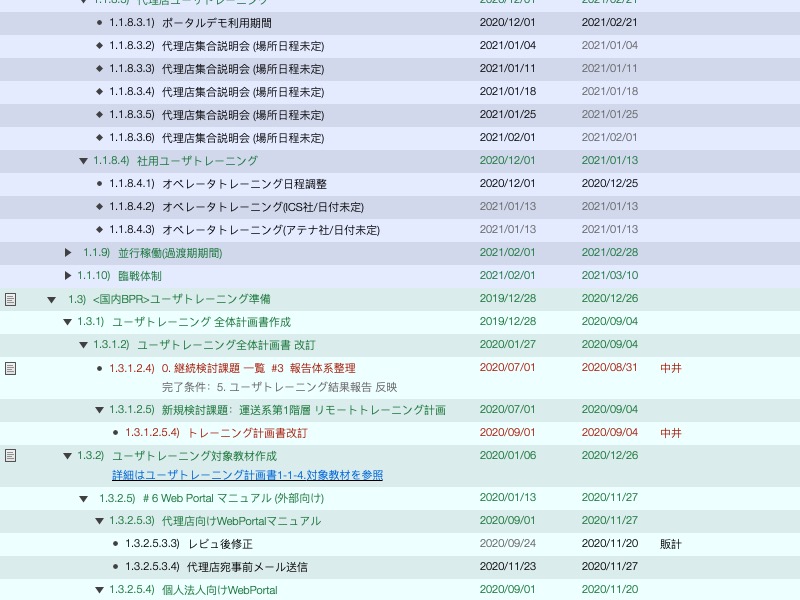 1.1.8.3) 代理店ユーザトレーニング 2020/12/01 2021/02/21
1.1.8.3.1) ポータルデモ利用期間 2020/12/01 2021/02/21
1.1.8.3.2) 代理店集合説明会 (場所日程未定) 2021/01/04 2021/01/04
1.1.8.3.3) 代理店集合説明会 (場所日程未定) 2021/01/11 2021/01/11
1.1.8.3.4) 代理店集合説明会 (場所日程未定) 2021/01/18 2021/01/18
1.1.8.3.5) 代理店集合説明会 (場所日程未定) 2021/01/25 2021/01/25
1.1.8.3.6) 代理店集合説明会 (場所日程未定) 2021/02/01 2021/02/01
1.1.8.4) 社用ユーザトレーニング 2020/12/01 2021/01/13
1.1.8.4.1) オペレータトレーニング日程調整 2020/12/01 2020/12/25
1.1.8.4.2) オペレータトレーニング(ICS社/日付未定) 2021/01/13 2021/01/13
1.1.8.4.3) オペレータトレーニング(アテナ社/日付未定) 2021/01/13 2021/01/13
1.1.9) 並行稼働(過渡期期間) 2021/02/01 2021/02/28
1.1.10) 臨戦体制 2021/02/01 2021/03/10
1.3) <国内BPR>ユーザトレーニング準備 2019/12/28 2020/12/26
1.3.1) ユーザトレーニング 全体計画書作成 2019/12/28 2020/09/04
1.3.1.2) ユーザトレーニング全体計画書 改訂 2020/01/27 2020/09/04
1.3.1.2.4) 0. 継続検討課題 一覧 #3 報告体系整理 2020/07/01 2020/08/31 中井
完了条件: 5. ユーザトレーニング結果報告 反映
1.3.1.2.5) 新規検討課題: 運送系第1階層 リモートトレーニング計画 2020/07/01 2020/09/04
1.3.1.2.5.4) トレーニング計画書改訂 2020/09/01 2020/09/04 中井
1.3.2) ユーザトレーニング対象教材作成 2020/01/06 2020/12/26
詳細はユーザトレーニング計画書1-1-4.対象教材を参照
1.3.2.5) # 6 Web Portal マニュアル (外部向け) 2020/01/13 2020/11/27
1.3.2.5.3) 代理店向けWebPortalマニュアル 2020/09/01 2020/11/27
1.3.2.5.3.3) レビュ後修正 2020/09/24 2020/11/20 販計
1.3.2.5.3.4) 代理店宛事前メール送信 2020/11/23 2020/11/27
1.3.2.5.4) 個人法人向けWebPortal 2020/09/01 2020/11/20